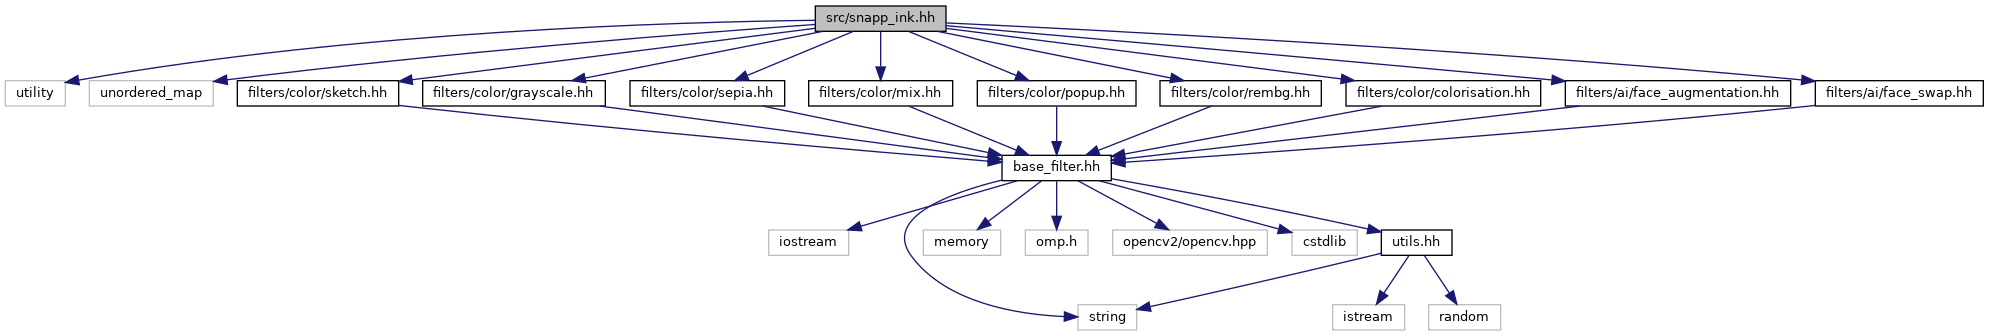 src/snapp_ink.hh
utility
unordered_map
filters/color/sketch.hh
filters/color/grayscale.hh
filters/color/sepia.hh
filters/color/mix.hh
filters/color/popup.hh
filters/color/rembg.hh
filters/color/colorisation.hh
filters/ai/face_augmentation.hh
filters/ai/face_swap.hh
base_filter.hh
iostream
memory
omp.h
opencv2/opencv.hpp
cstdlib
utils.hh
string
istream
random